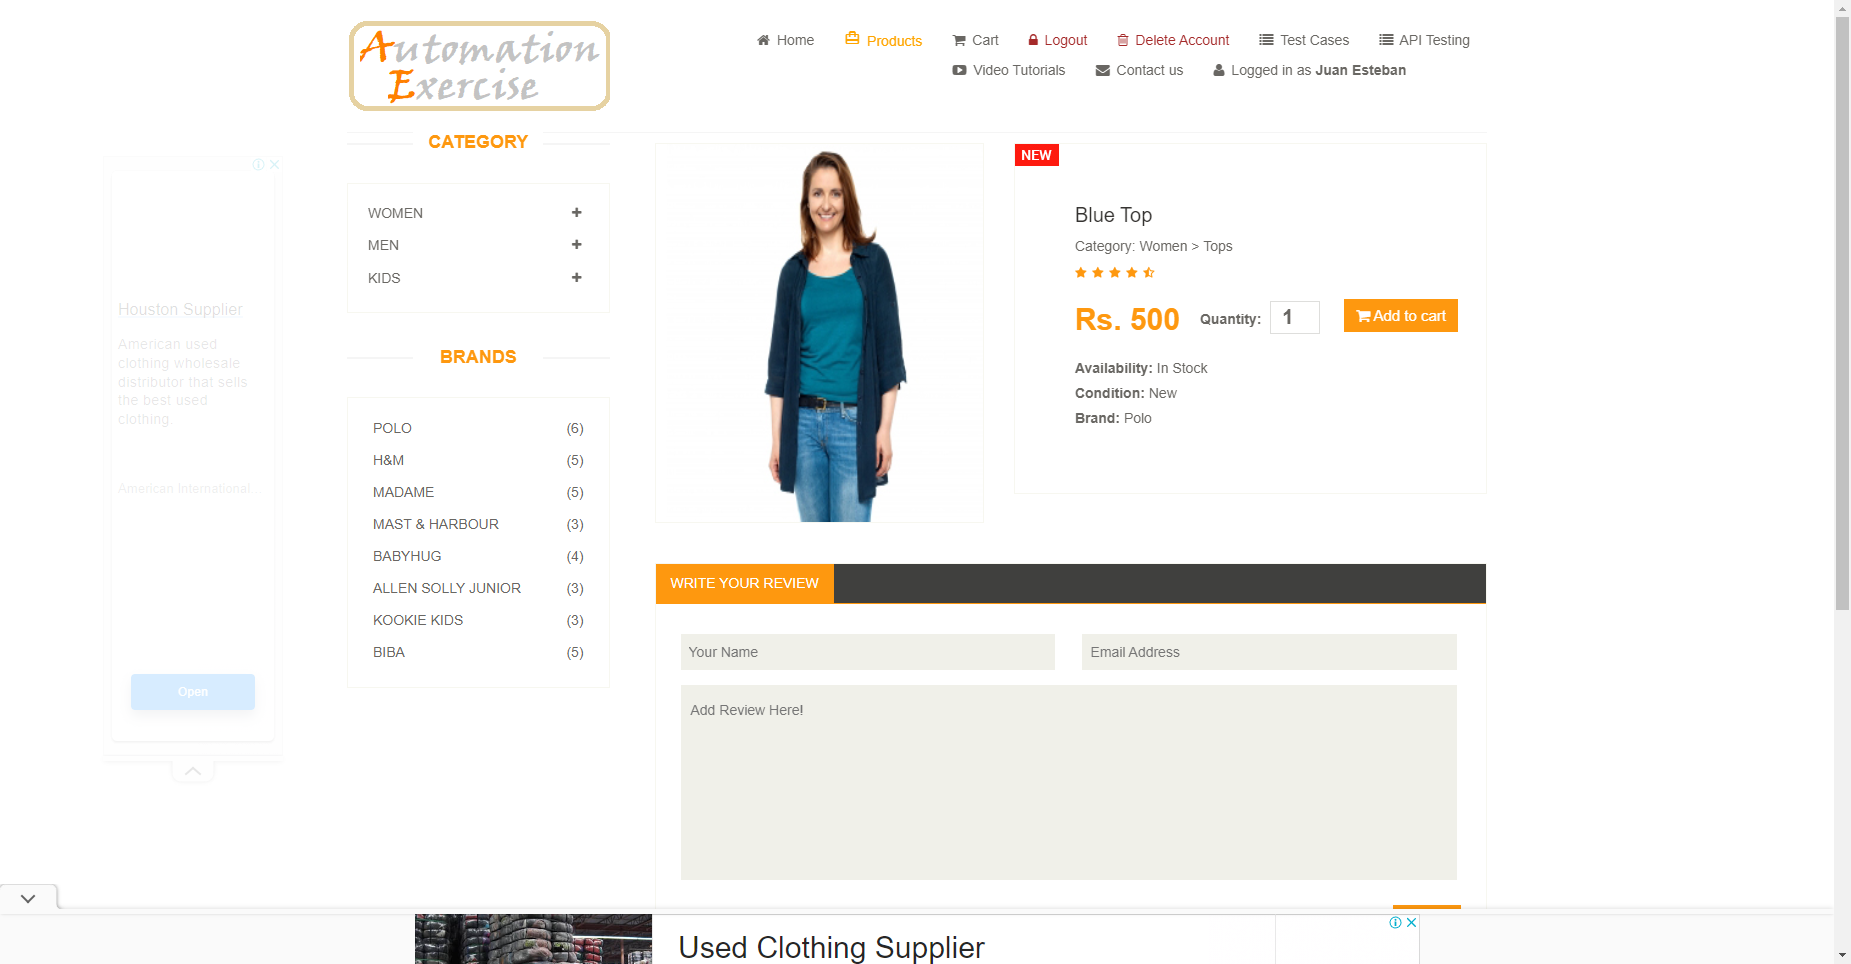 Automation
Exercise
Home
Products
Cart
Logout
Delete Account
Test Cases
API Testing
Video Tutorials
Contact us
Logged in as Juan Esteban
CATEGORY
WOMEN
MEN
KIDS
BRANDS
POLO (6)
H&M (5)
MADAME (5)
MAST & HARBOUR (3)
BABYHUG (4)
ALLEN SOLLY JUNIOR (3)
KOOKIE KIDS (3)
BIBA (5)
Houston Supplier
American used
clothing wholesale
distributor that sells
the best used
clothing.
American International...
Open
NEW
Blue Top
Category: Women > Tops
Rs. 500
Quantity: 1
Add to cart
Availability: In Stock
Condition: New
Brand: Polo
WRITE YOUR REVIEW
Your Name
Email Address
Add Review Here!
Used Clothing Supplier